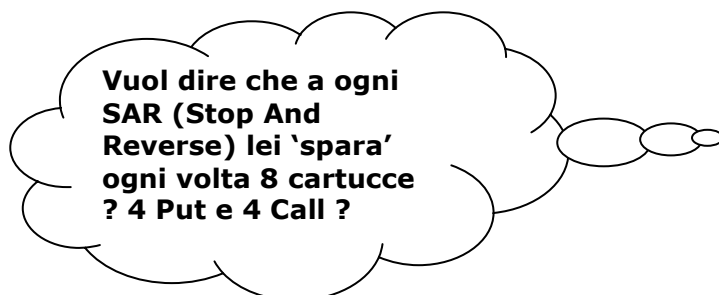 Vuol dire che a ogni
SAR (Stop And
Reverse) lei ‘spara’
ogni volta 8 cartucce
? 4 Put e 4 Call ?